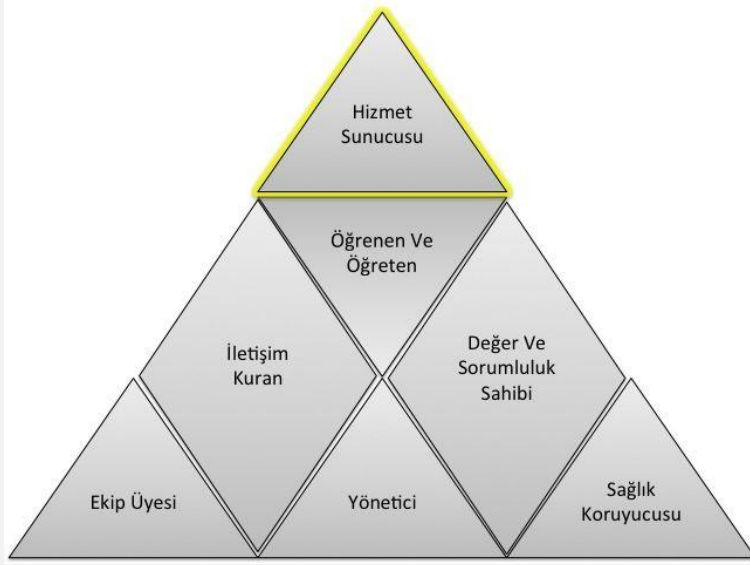 Hizmet
Sunucusu
Öğrenen Ve
Öğreten
İletişim
Kuran
Değer Ve
Sorumluluk
Sahibi
Ekip Üyesi
Yönetici
Sağlık
Koruyucusu